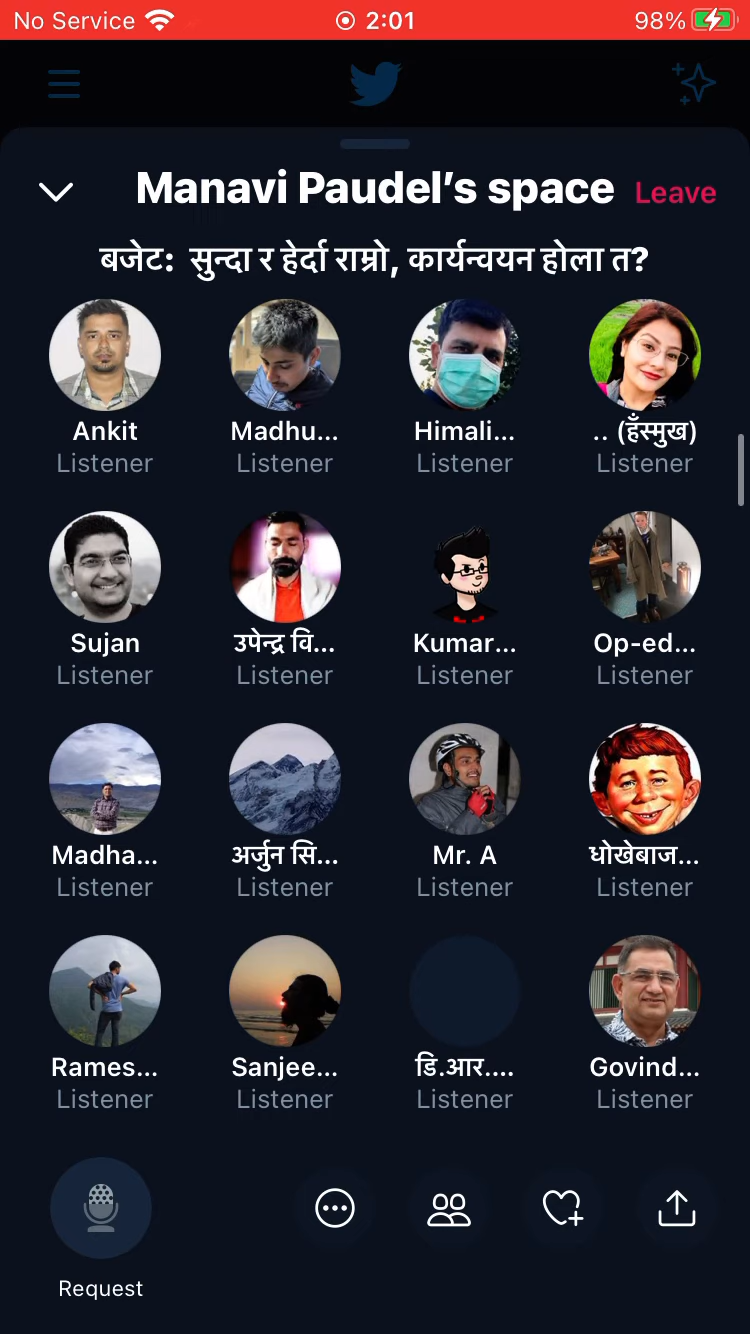 No Service 2:01 98%
Manavi Paudel’s space Leave
बजेट: सुन्दा र हेर्दा राम्रो, कार्यन्वयन होला त?
Ankit Madhu... Himali... .. (हँस्मुख)
Listener Listener Listener Listener
Sujan उपेन्द्र वि... Kumar... Op-ed...
Listener Listener Listener Listener
Madha... अर्जुन सि... Mr. A धोखेबाज...
Listener Listener Listener Listener
Rames... Sanjee... डि.आर.... Govind...
Listener Listener Listener Listener
Request